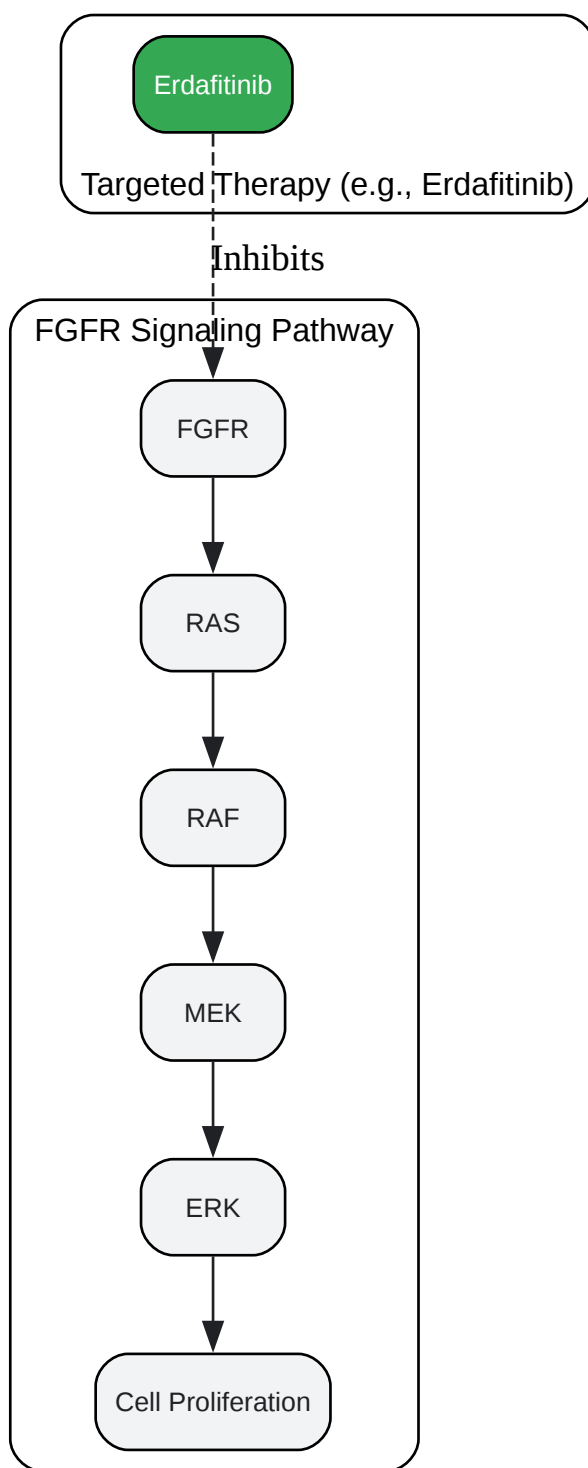 Erdafitinib
Targeted Therapy (e.g., Erdafitinib)
Inhibits
FGFR Signaling Pathway
FGFR
RAS
RAF
MEK
ERK
Cell Proliferation